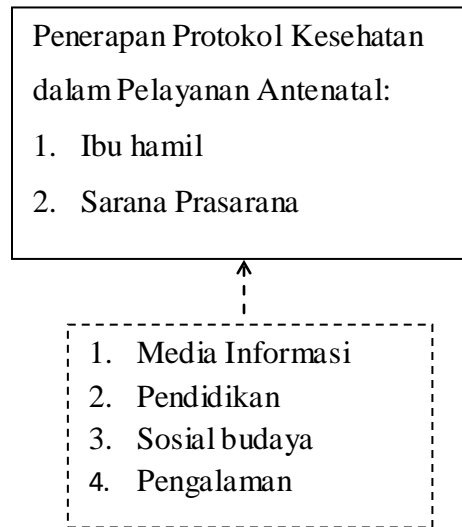 Penerapan Protokol Kesehatan
dalam Pelayanan Antenatal:
1. Ibu hamil
2. Sarana Prasarana
1. Media Informasi
2. Pendidikan
3. Sosial budaya
4. Pengalaman